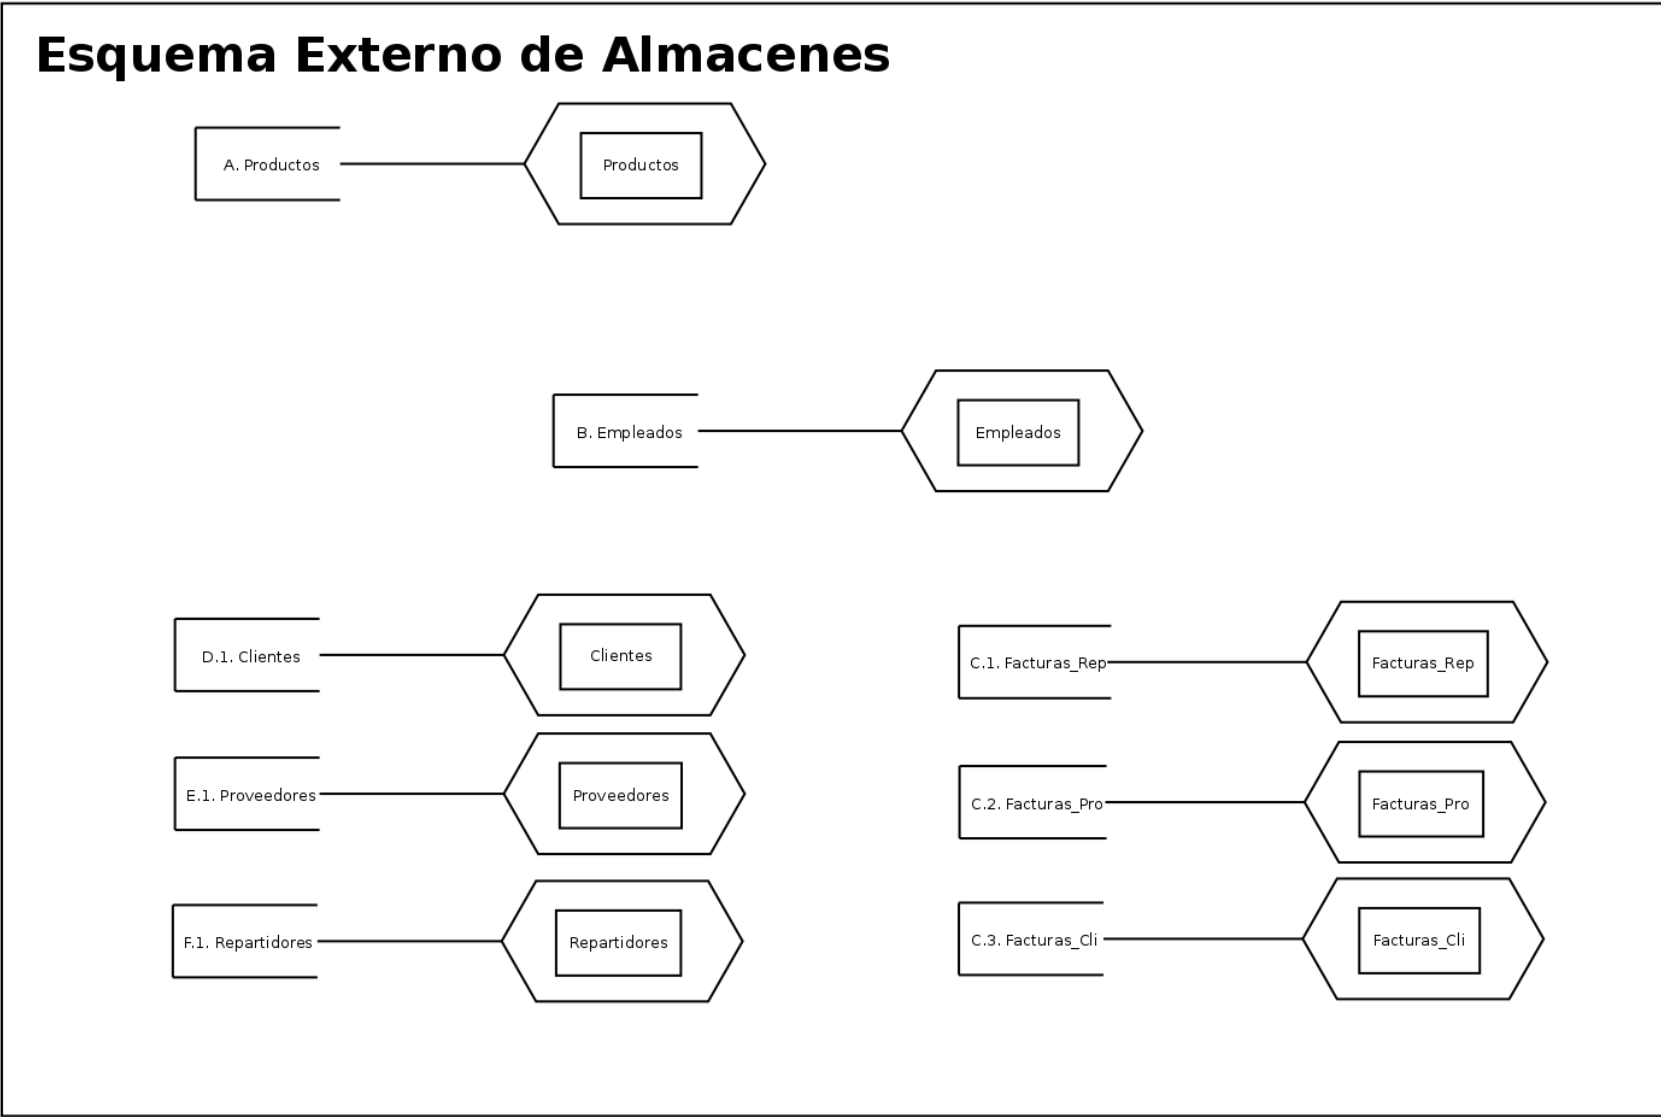 Esquema Externo de Almacenes
A. Productos
Productos
B. Empleados
Empleados
D.1. Clientes
Clientes
C.1. Facturas_Rep
Facturas_Rep
E.1. Proveedores
Proveedores
C.2. Facturas_Pro
Facturas_Pro
F.1. Repartidores
Repartidores
C.3. Facturas_Cli
Facturas_Cli